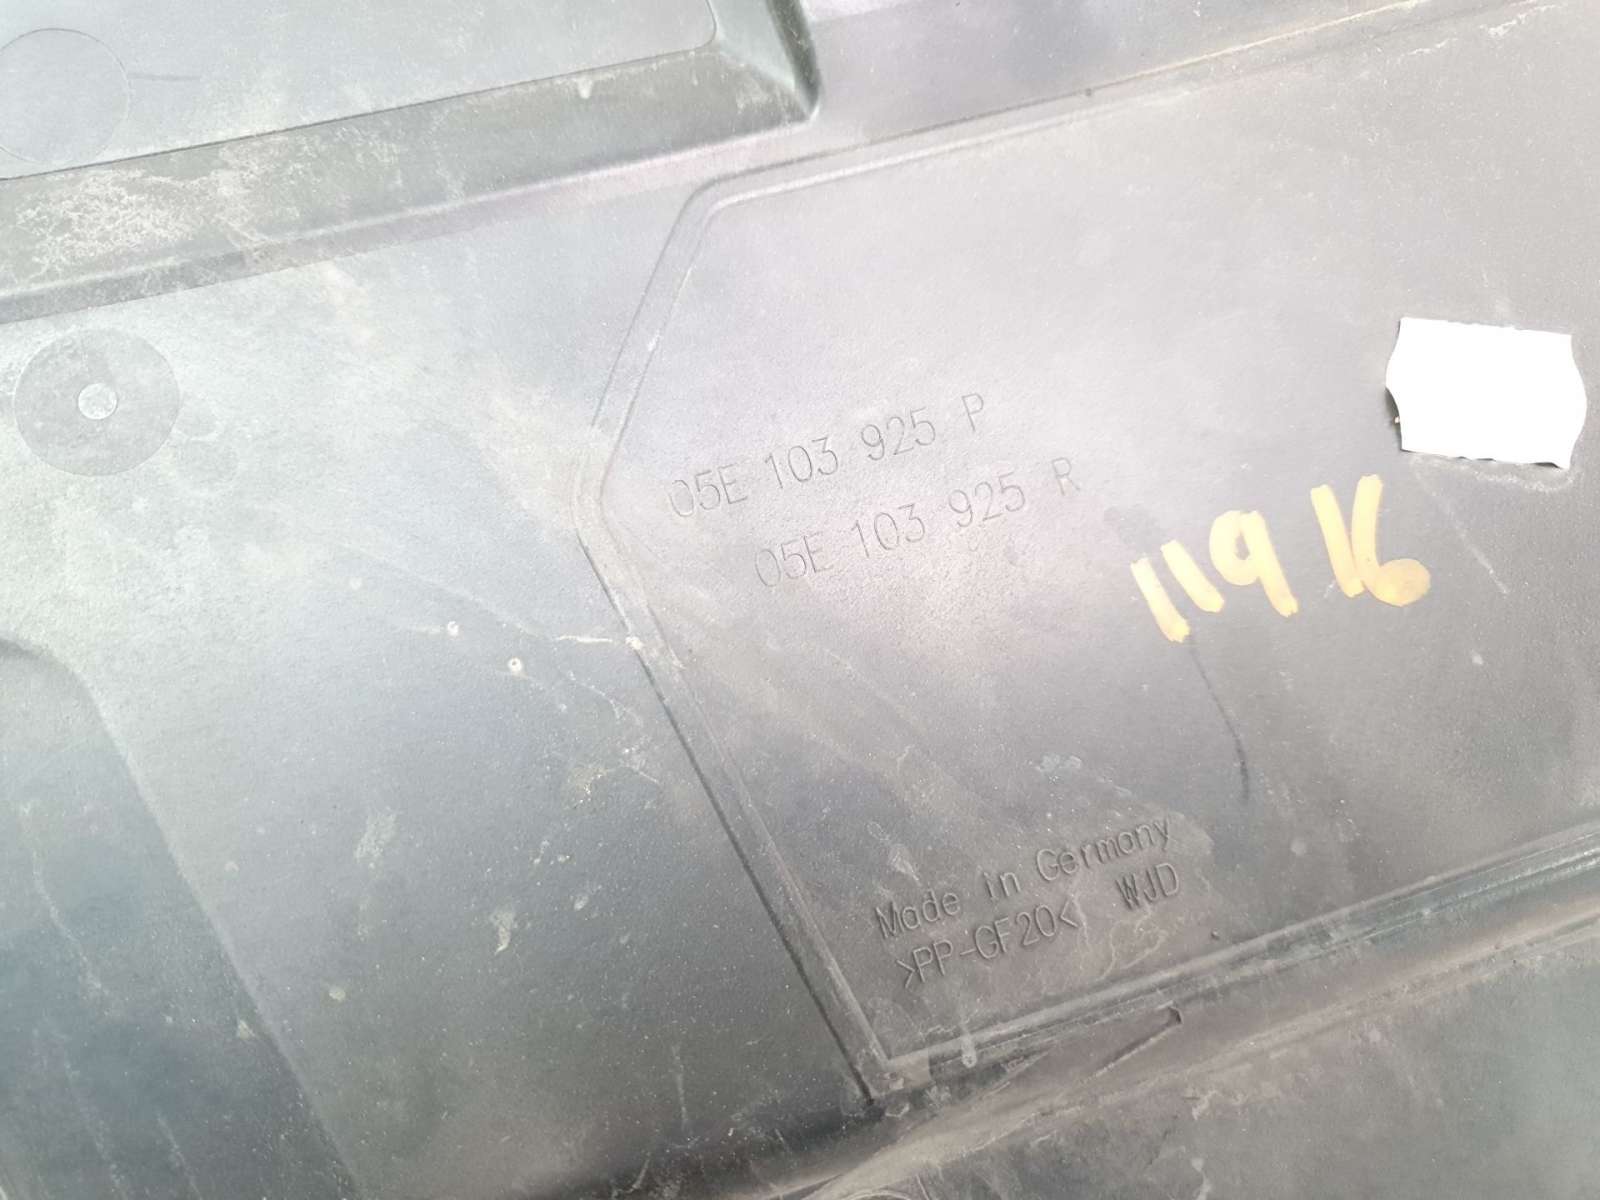 05E 103 925 P
05E 103 925 R
119 16
Made in Germany
>PP-GF20< WJD